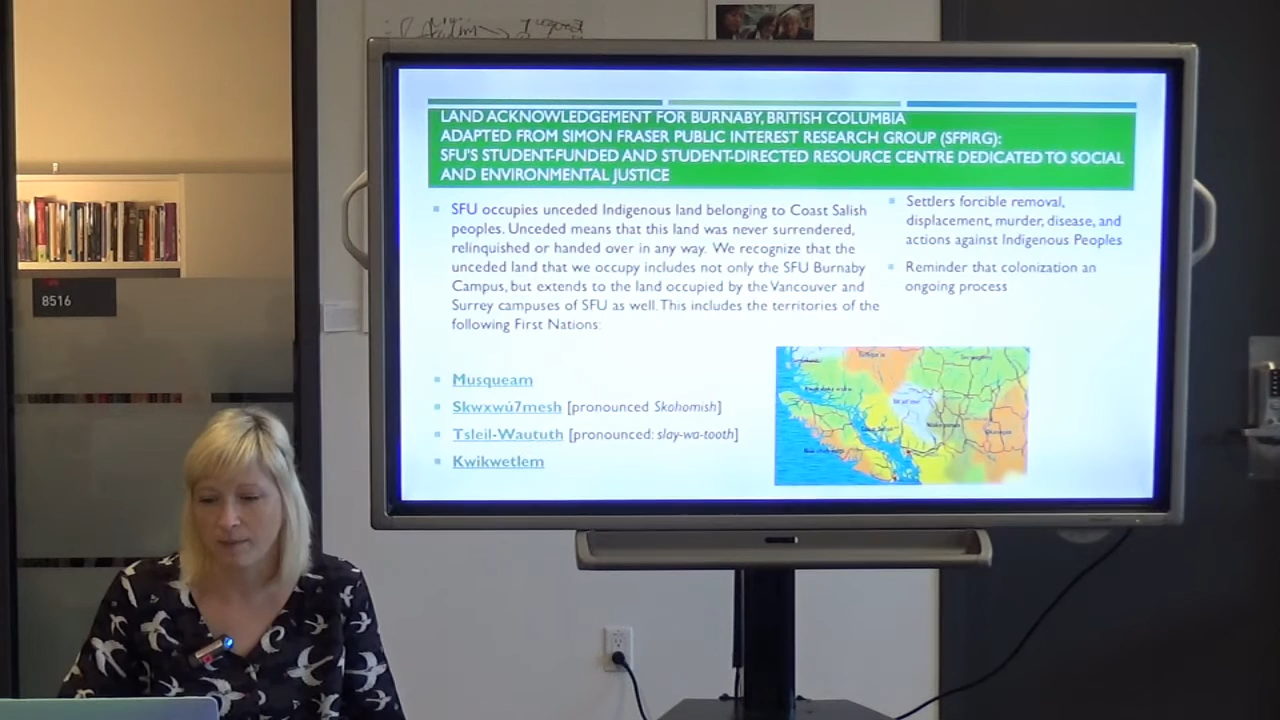 LAND ACKNOWLEDGEMENT FOR BURNABY, BRITISH COLUMBIA
ADAPTED FROM SIMON FRASER PUBLIC INTEREST RESEARCH GROUP (SFPIRG):
SFU'S STUDENT-FUNDED AND STUDENT-DIRECTED RESOURCE CENTRE DEDICATED TO SOCIAL
AND ENVIRONMENTAL JUSTICE
SFU occupies unceded Indigenous land belonging to Coast Salish
peoples. Unceded means that this land was never surrendered,
relinquished or handed over in any way. We recognize that the
unceded land that we occupy includes not only the SFU Burnaby
Campus, but extends to the land occupied by the Vancouver and
Surrey campuses of SFU as well. This includes the territories of the
following First Nations:
Musqueam
Skwxwú7mesh [pronounced Skohomish]
Tsleil-Waututh [pronounced: slay-wa-tooth]
Kwikwetlem
Settlers forcible removal,
displacement, murder, disease, and
actions against Indigenous Peoples
Reminder that colonization an
ongoing process
8516